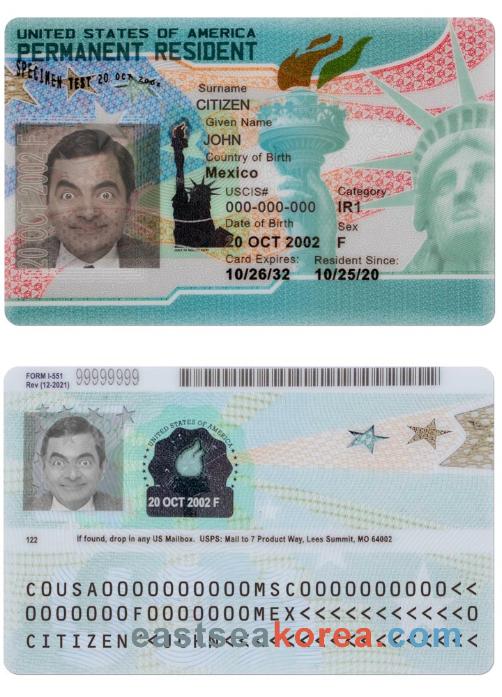 UNITED STATES OF AMERICA
PERMANENT RESIDENT
SPECIMEN TEST 20 OCT 2002
20 OCT 2002 F
Surname
CITIZEN
Given Name
JOHN
Country of Birth
Mexico
USCIS# Category
000-000-000 IR1
Date of Birth Sex
20 OCT 2002 F
Card Expires: Resident Since:
10/26/32 10/25/20
FORM I-551
Rev (12-2021) 99999999
UNITED STATES OF AMERICA
20 OCT 2002 F
122 If found, drop in any US Mailbox. USPS: Mail to 7 Product Way, Lees Summit, MO 64002
COUSA0000000000MSC0000000000<<
0000000F0000000MEX<<<<<<<<<<<0
CITIZEN<<JOHN<<<<<<<<<<<<<<<<<
eastseakorea.com